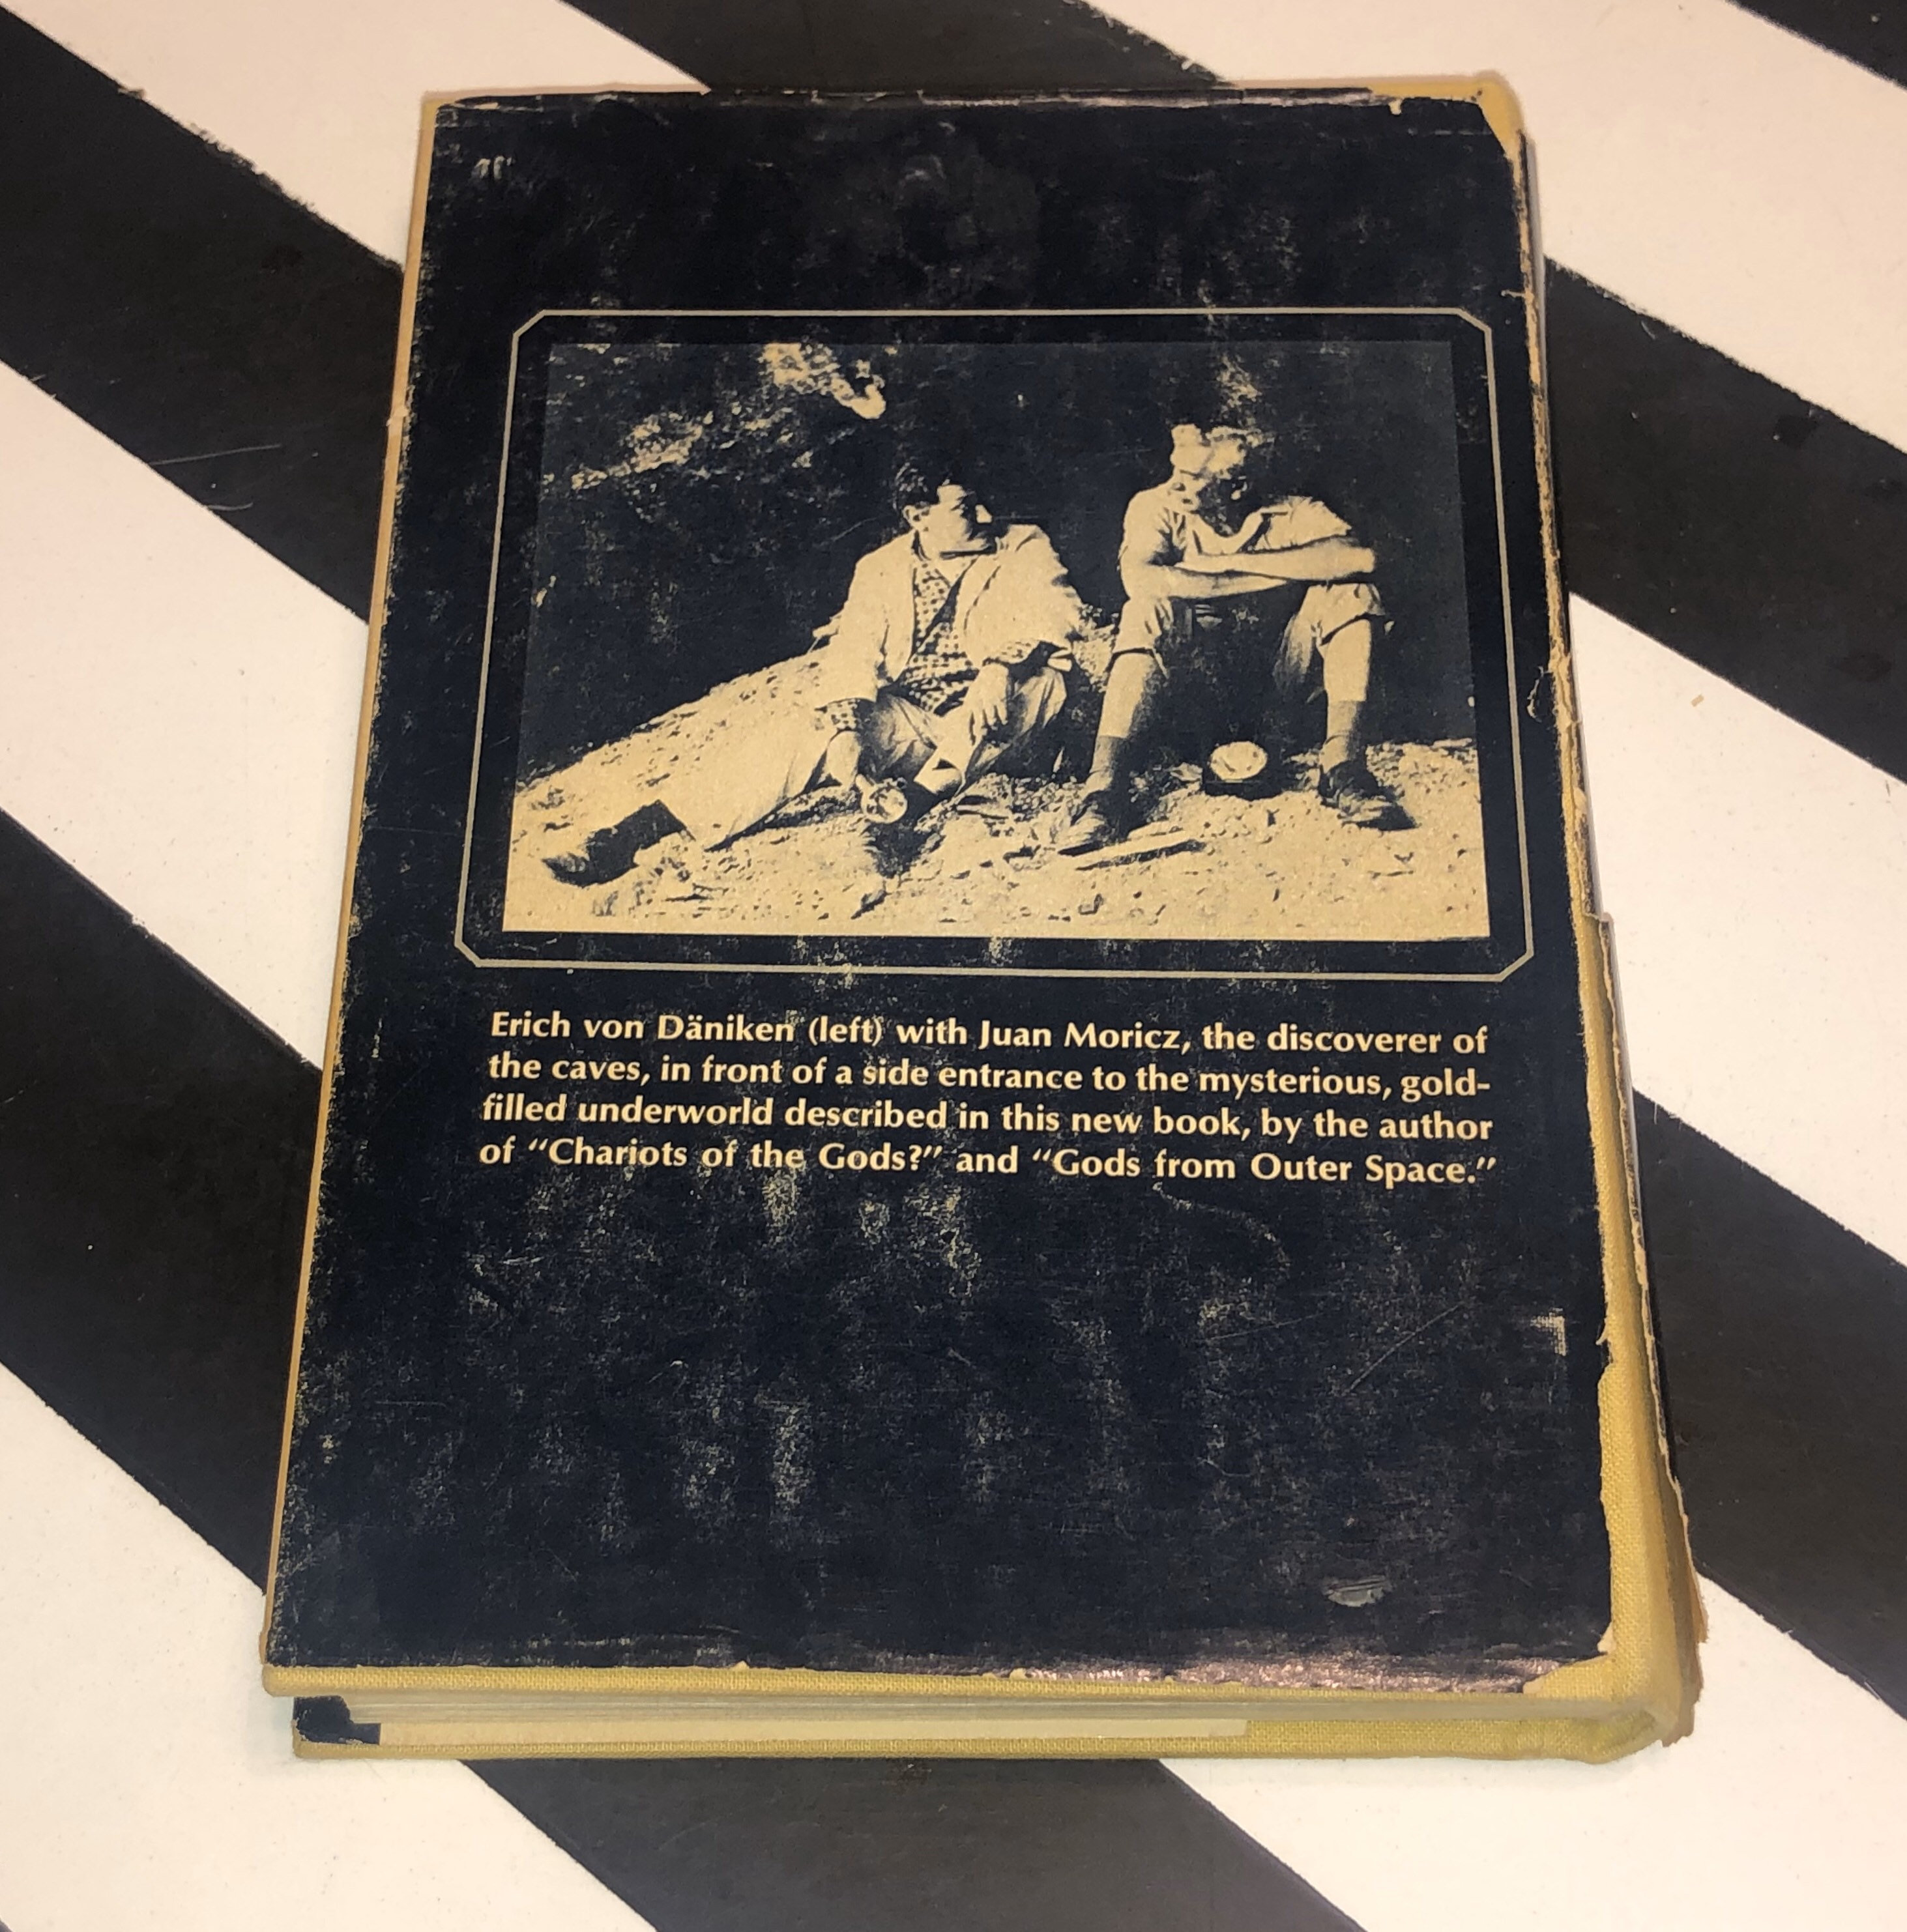 Erich von Däniken (left) with Juan Moricz, the discoverer of
the caves, in front of a side entrance to the mysterious, gold-
filled underworld described in this new book, by the author
of “Chariots of the Gods?” and “Gods from Outer Space.”